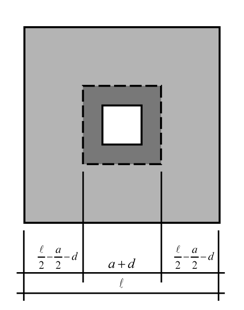 ℓ/2 - a/2 - d a+d ℓ/2 - a/2 - d
ℓ